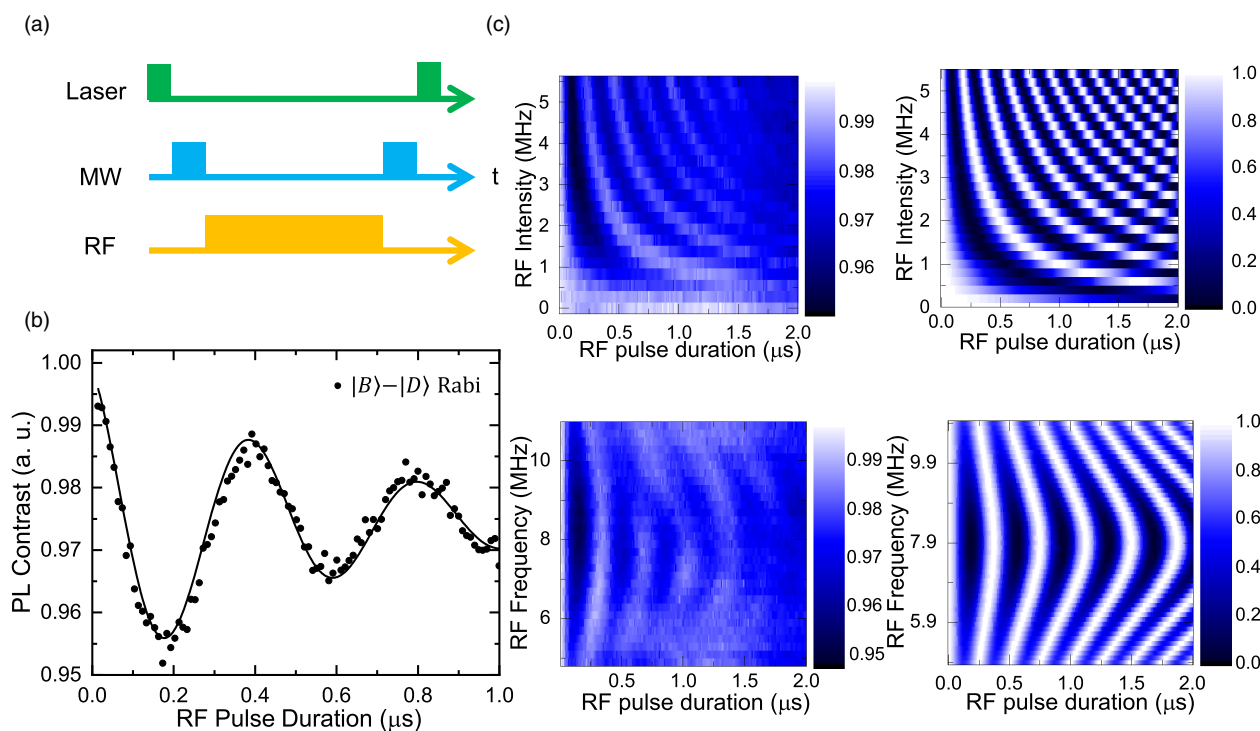 (a)
Laser
MW
t
RF
(b)
1.00
0.99
0.98
0.97
0.96
0.95
PL Contrast (a. u.)
|B⟩−|D⟩ Rabi
0.0 0.2 0.4 0.6 0.8 1.0
RF Pulse Duration (μs)
(c)
5
4
3
2
1
0
RF Intensity (MHz)
0.0 0.5 1.0 1.5 2.0
RF pulse duration (μs)
0.99
0.98
0.97
0.96
5
4
3
2
1
0
RF Intensity (MHz)
0.0 0.5 1.0 1.5 2.0
RF pulse duration (μs)
1.0
0.8
0.6
0.4
0.2
0.0
10
8
6
RF Frequency (MHz)
0.0 0.5 1.0 1.5 2.0
RF pulse duration (μs)
0.99
0.98
0.97
0.96
0.95
9.9
7.9
5.9
RF Frequency (MHz)
0.0 0.5 1.0 1.5 2.0
RF pulse duration (μs)
1.0
0.8
0.6
0.4
0.2
0.0